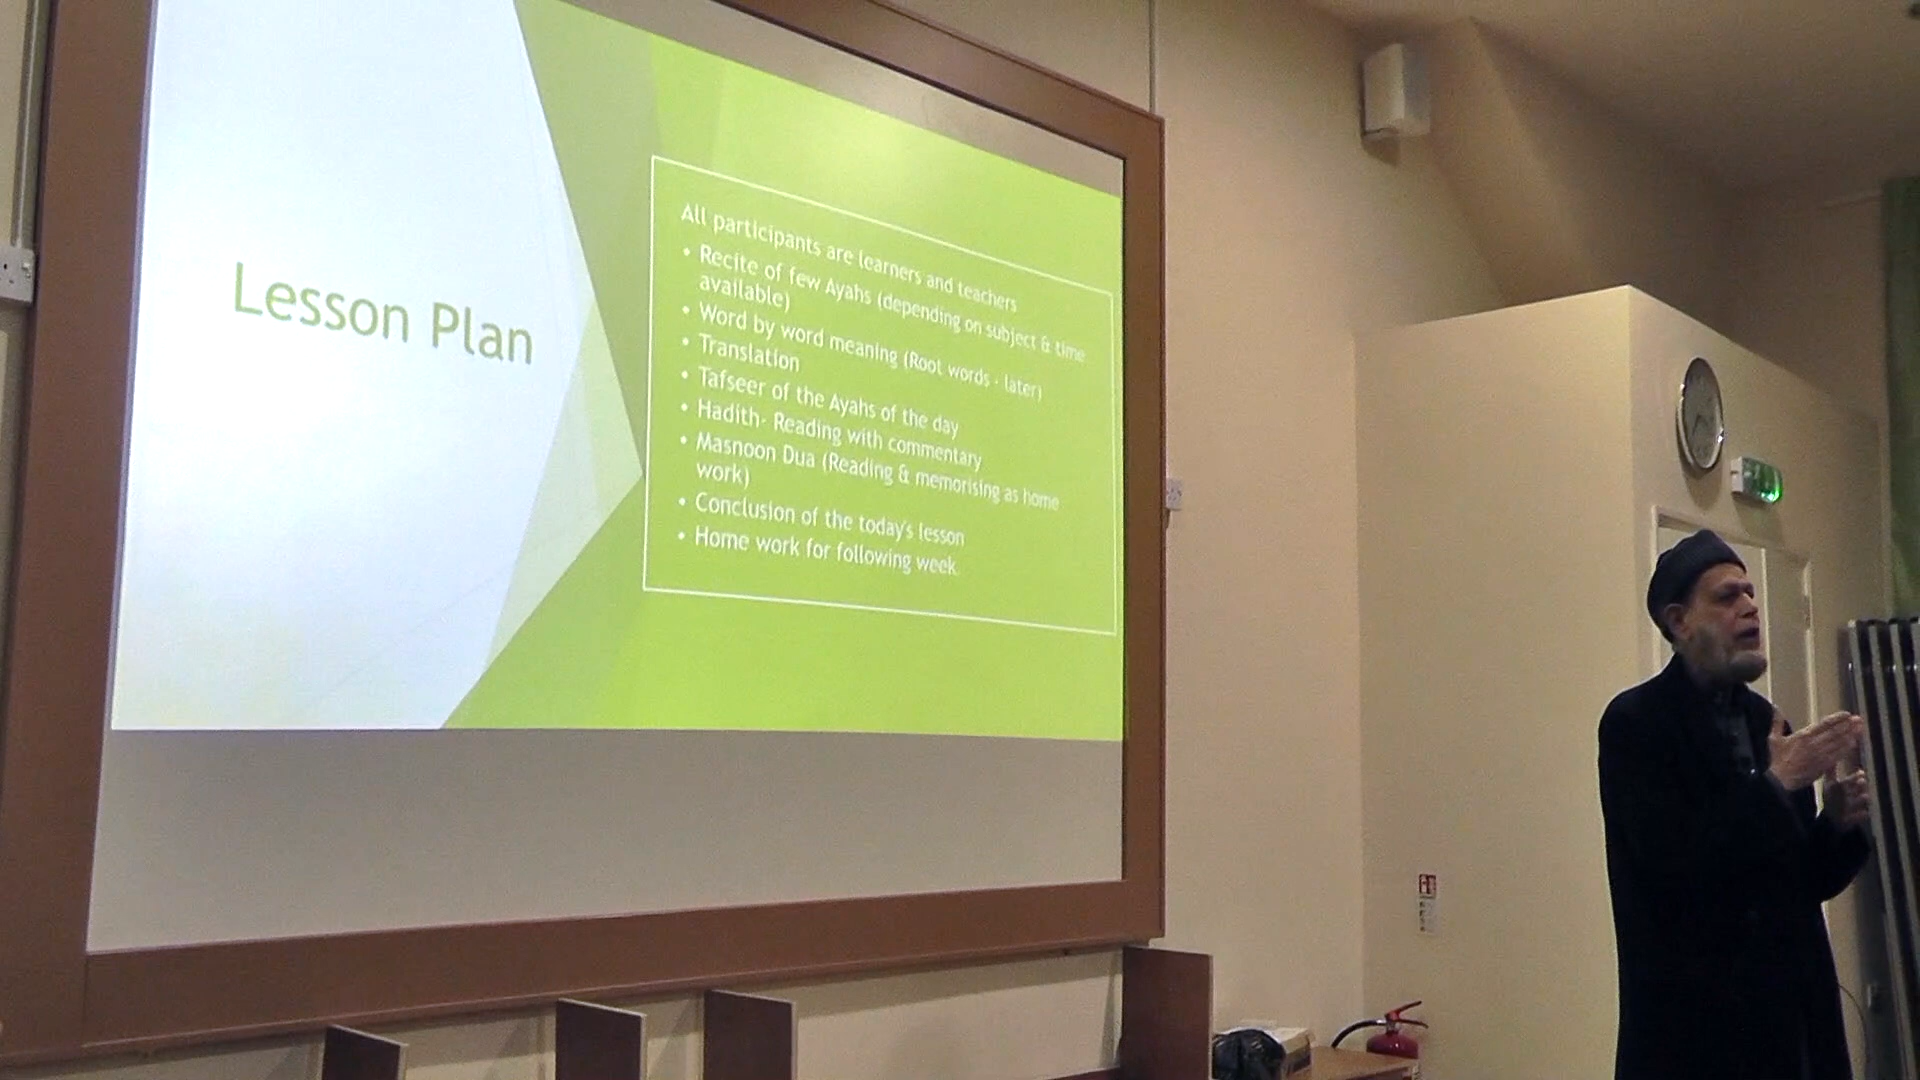 Lesson Plan
All participants are learners and teachers
• Recite of few Ayahs (depending on subject & time
available)
• Word by word meaning (Root words - later)
• Translation
• Tafseer of the Ayahs of the day
• Hadith- Reading with commentary
• Masnoon Dua (Reading & memorising as home
work)
• Conclusion of the today's lesson
• Home work for following week.